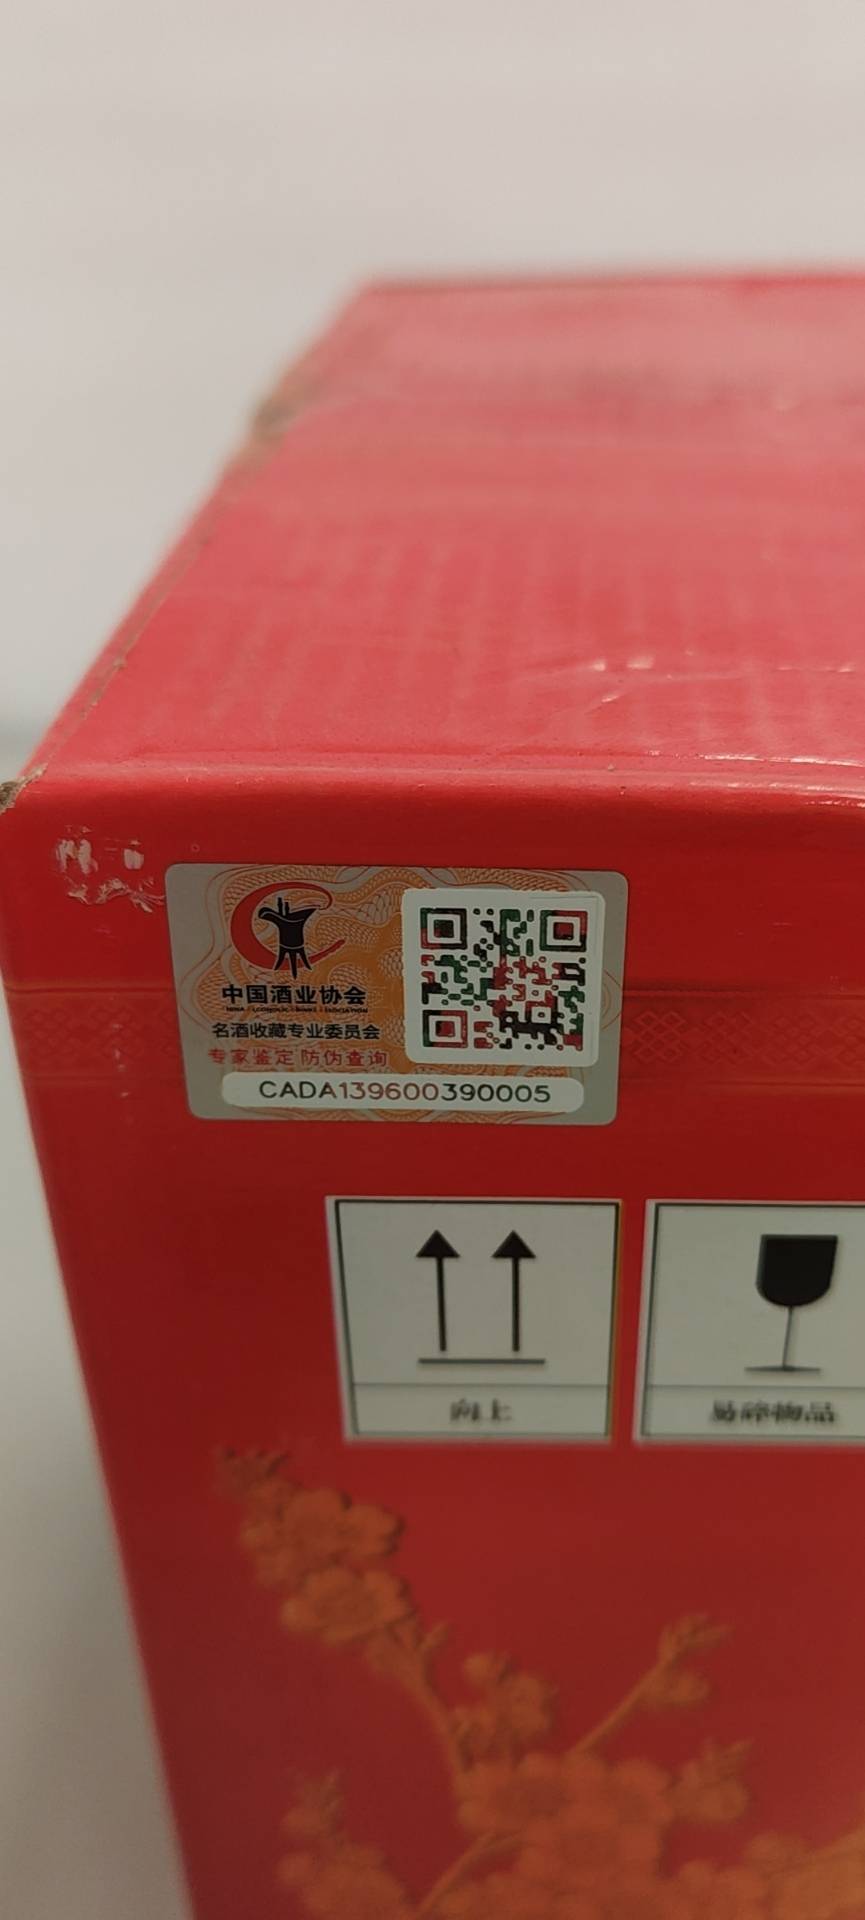 中国酒业协会
名酒收藏专业委员会
专家鉴定 防伪查询
CADA139600390005
向上
易碎物品